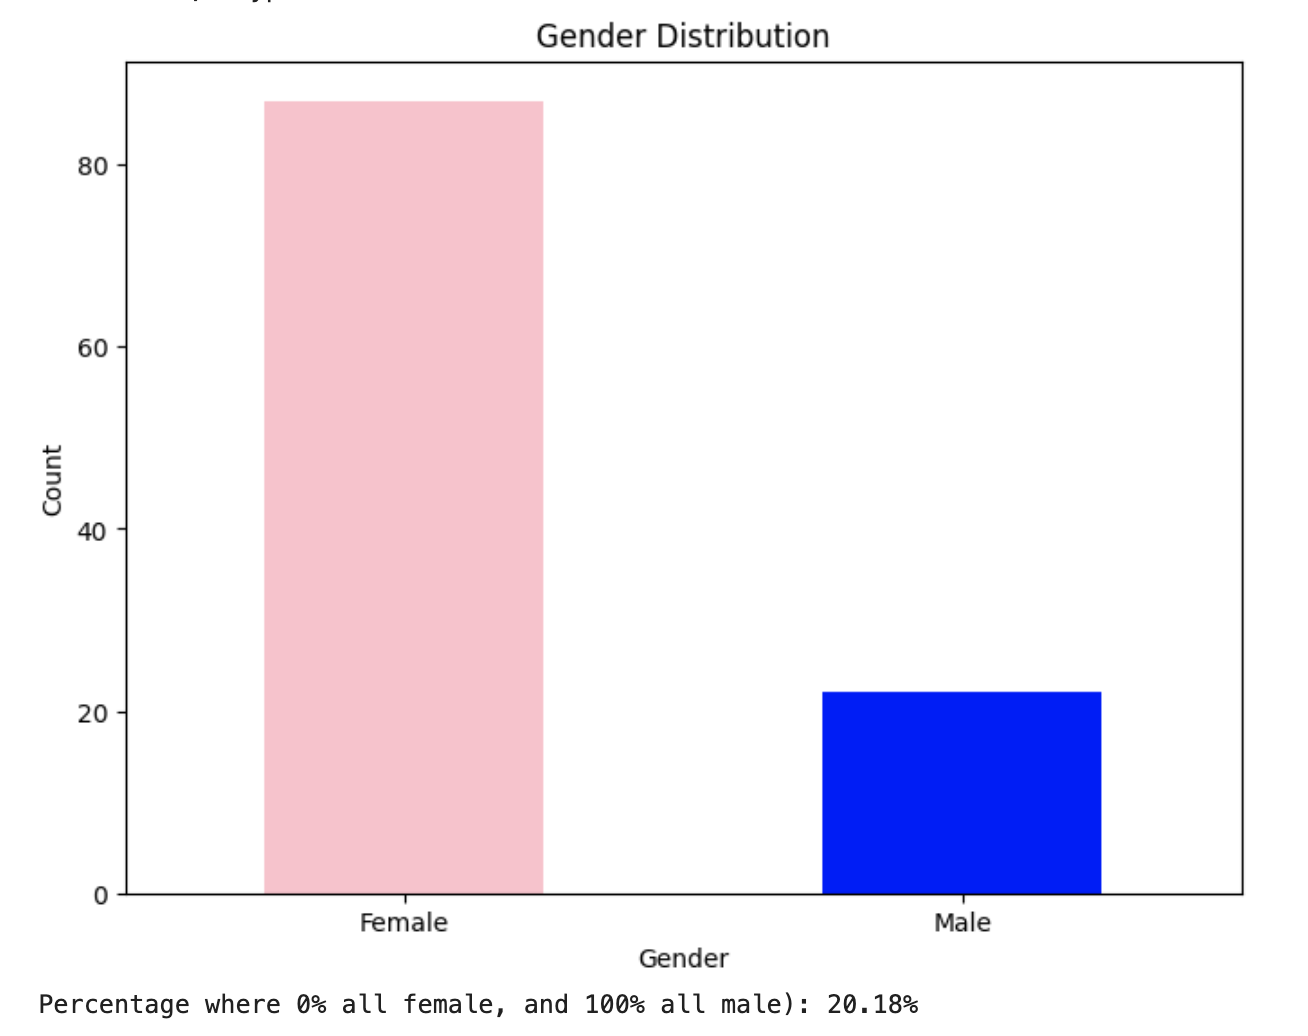 Gender Distribution
80
60
40
20
0
Count
Female Male
Gender
Percentage where 0% all female, and 100% all male): 20.18%